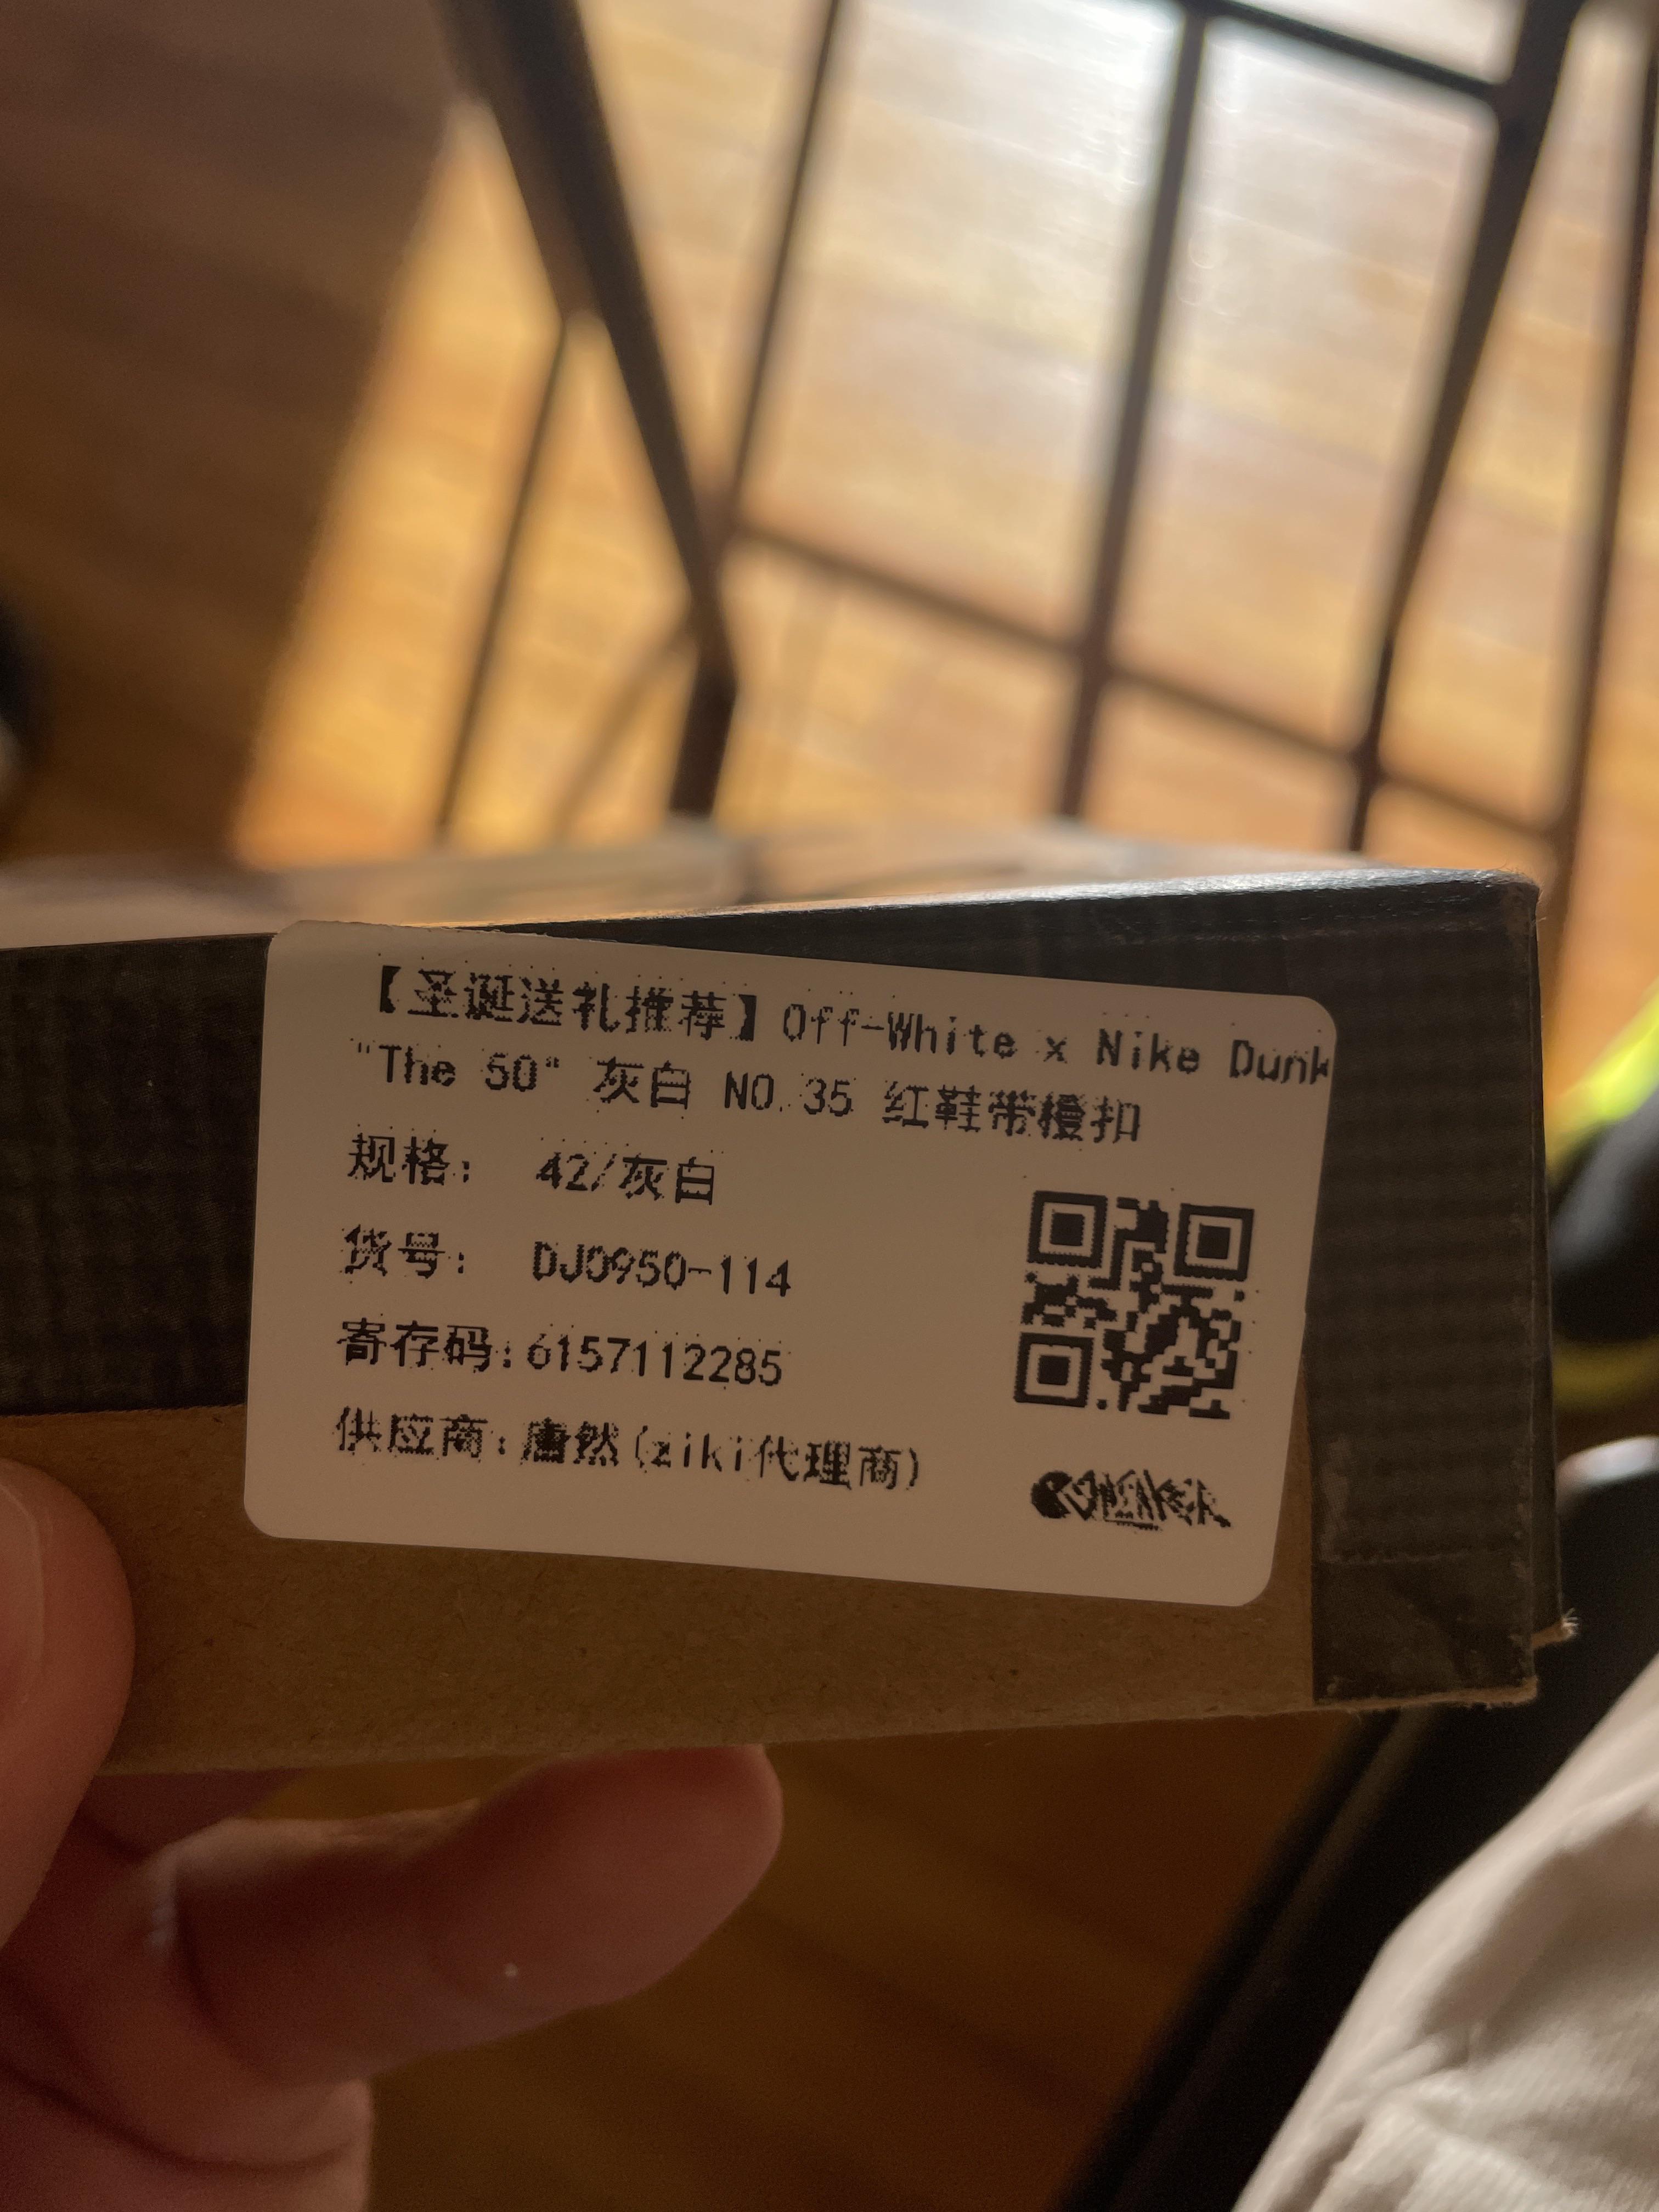 【圣诞送礼推荐】Off-White x Nike Dunk
"The 50" 灰白 NO.35 红鞋带橙扣
规格： 42/灰白
货号： DJ0950-114
寄存码:6157112285
供应商:唐然(ziki代理商)